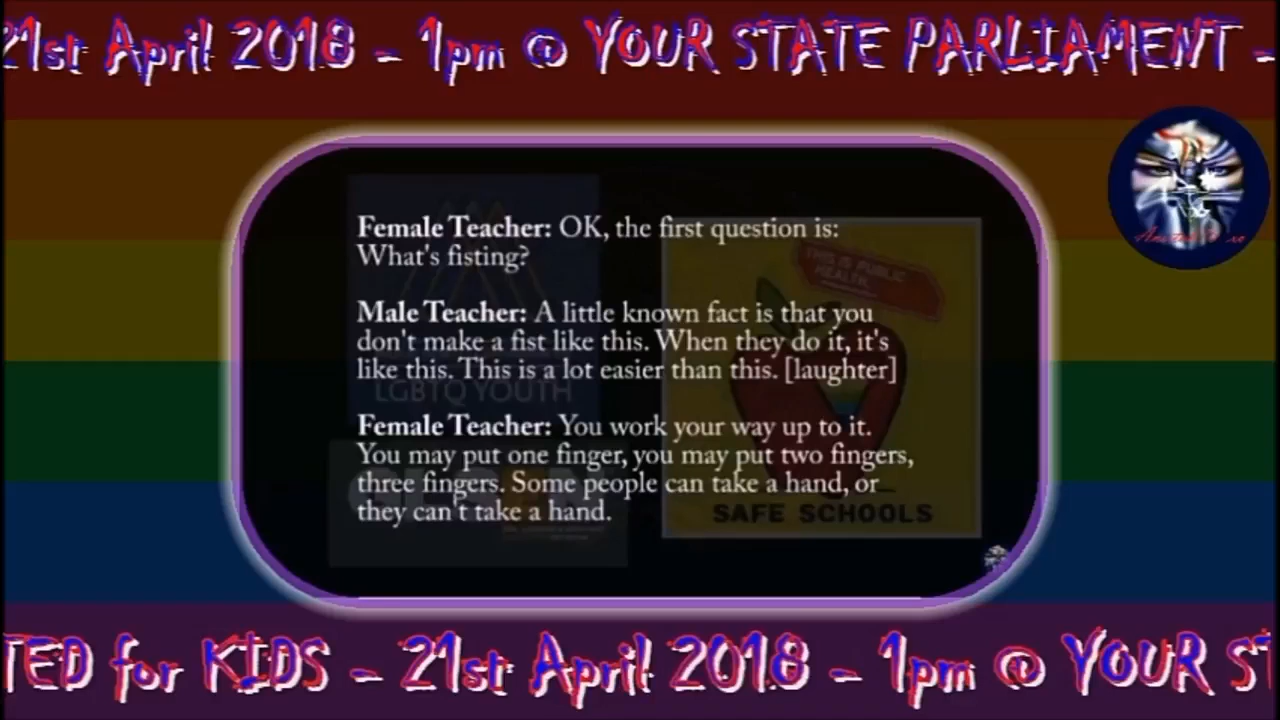 21st April 2018 - 1pm @ YOUR STATE PARLIAMENT -
THIS IS PUBLIC
HEALTH.
Female Teacher: OK, the first question is:
What's fisting?
Male Teacher: A little known fact is that you
don't make a fist like this. When they do it, it's
like this. This is a lot easier than this. [laughter]
LGBTQ YOUTH
Female Teacher: You work your way up to it.
You may put one finger, you may put two fingers,
three fingers. Some people can take a hand, or
they can't take a hand.
SAFE SCHOOLS
TED for KIDS - 21st April 2018 - 1pm @ YOUR ST